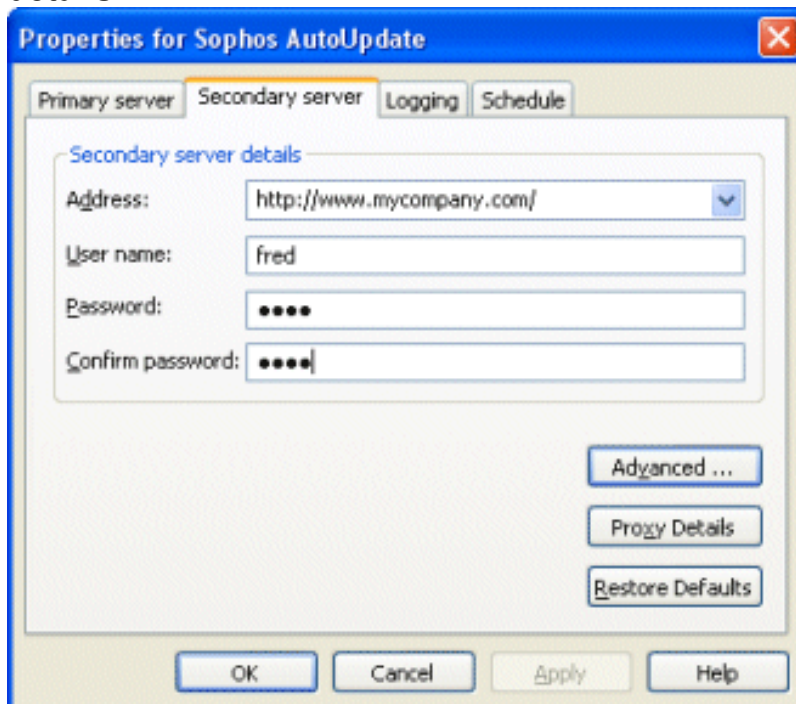 Properties for Sophos AutoUpdate
Primary server Secondary server Logging Schedule
Secondary server details
Address: http://www.mycompany.com/
User name: fred
Password: ●●●●
Confirm password: ●●●●
Advanced ...
Proxy Details
Restore Defaults
OK Cancel Apply Help